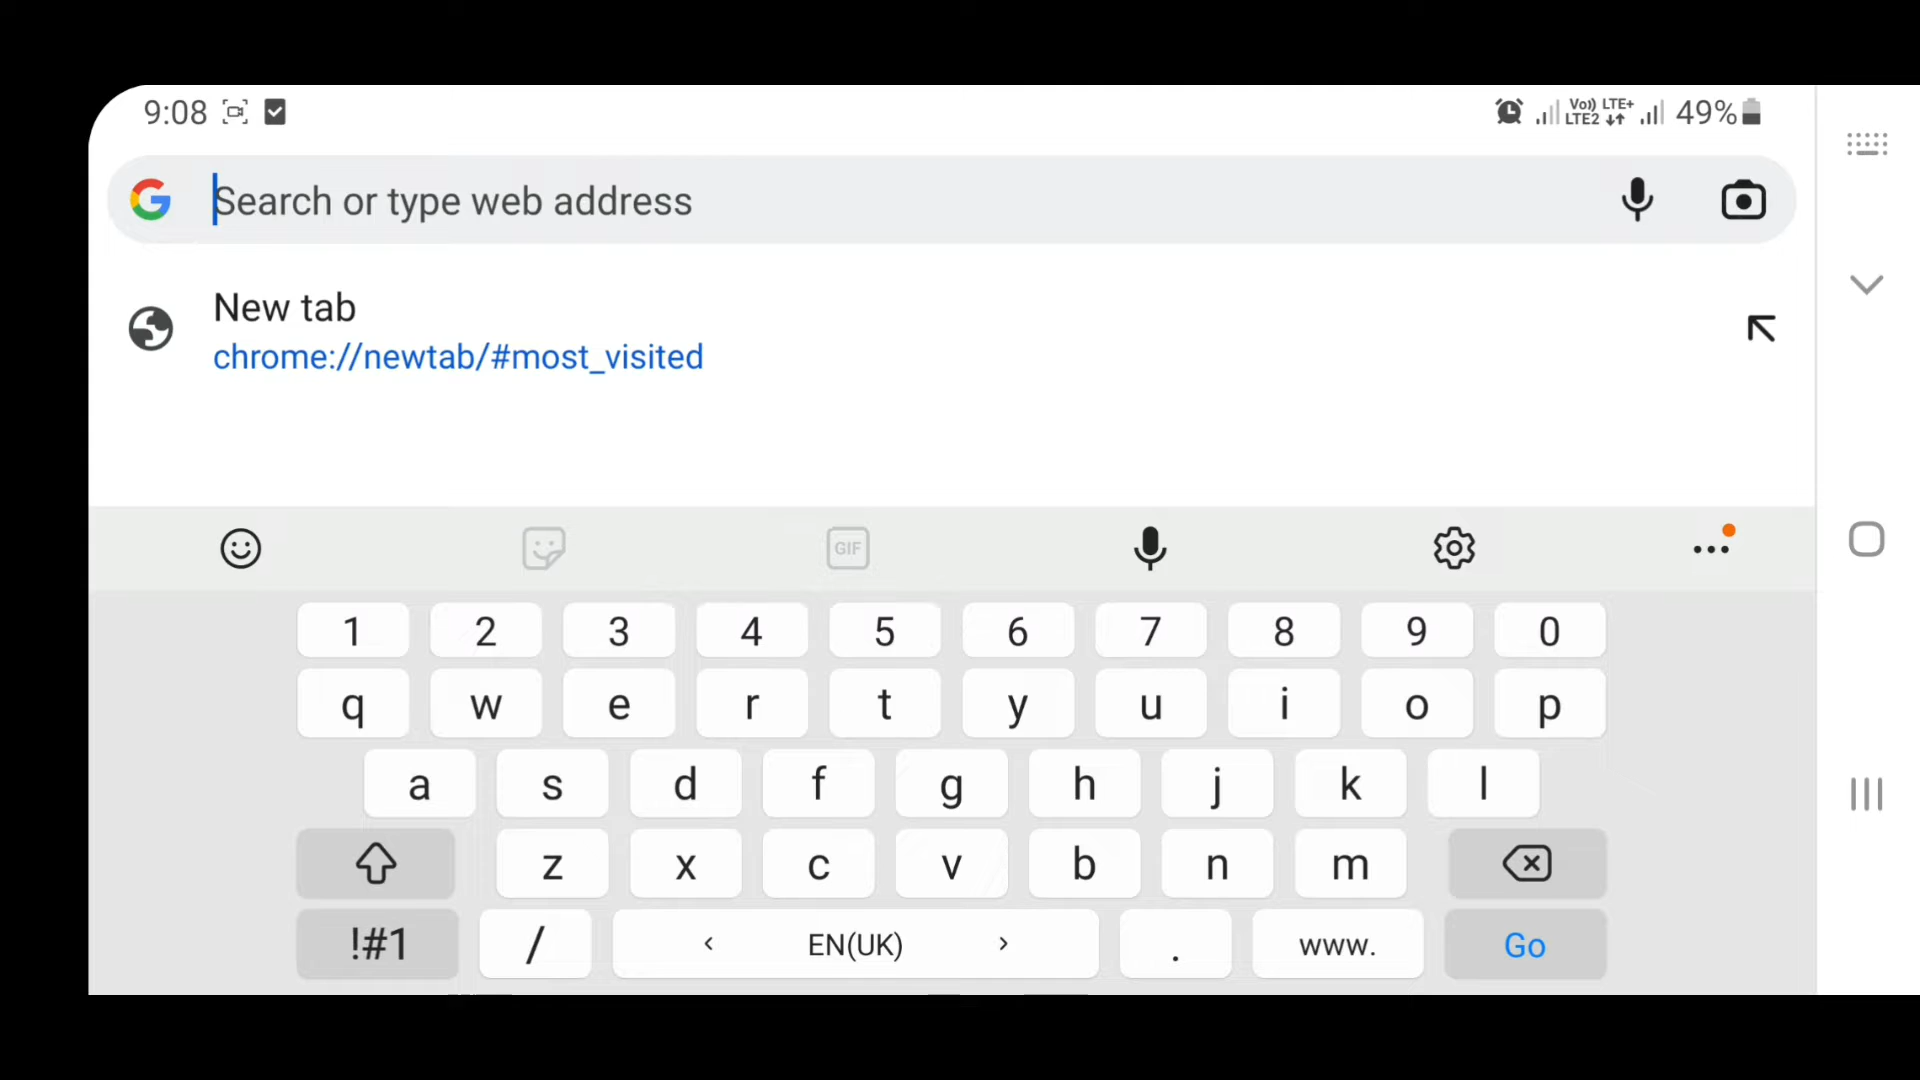 9:08 Vo)) LTE+ LTE2 49%
Search or type web address
New tab
chrome://newtab/#most_visited
GIF
1 2 3 4 5 6 7 8 9 0
q w e r t y u i o p
a s d f g h j k l
z x c v b n m
!#1 / < EN(UK) > . www. Go